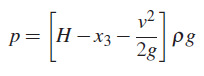 p = [H − x₃ − v²/2g] ρg